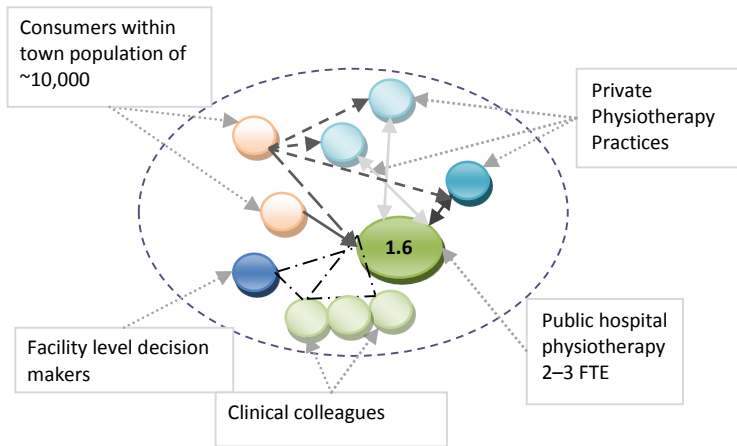 Consumers within
town population of
~10,000
Private
Physiotherapy
Practices
1.6
Facility level decision
makers
Clinical colleagues
Public hospital
physiotherapy
2–3 FTE